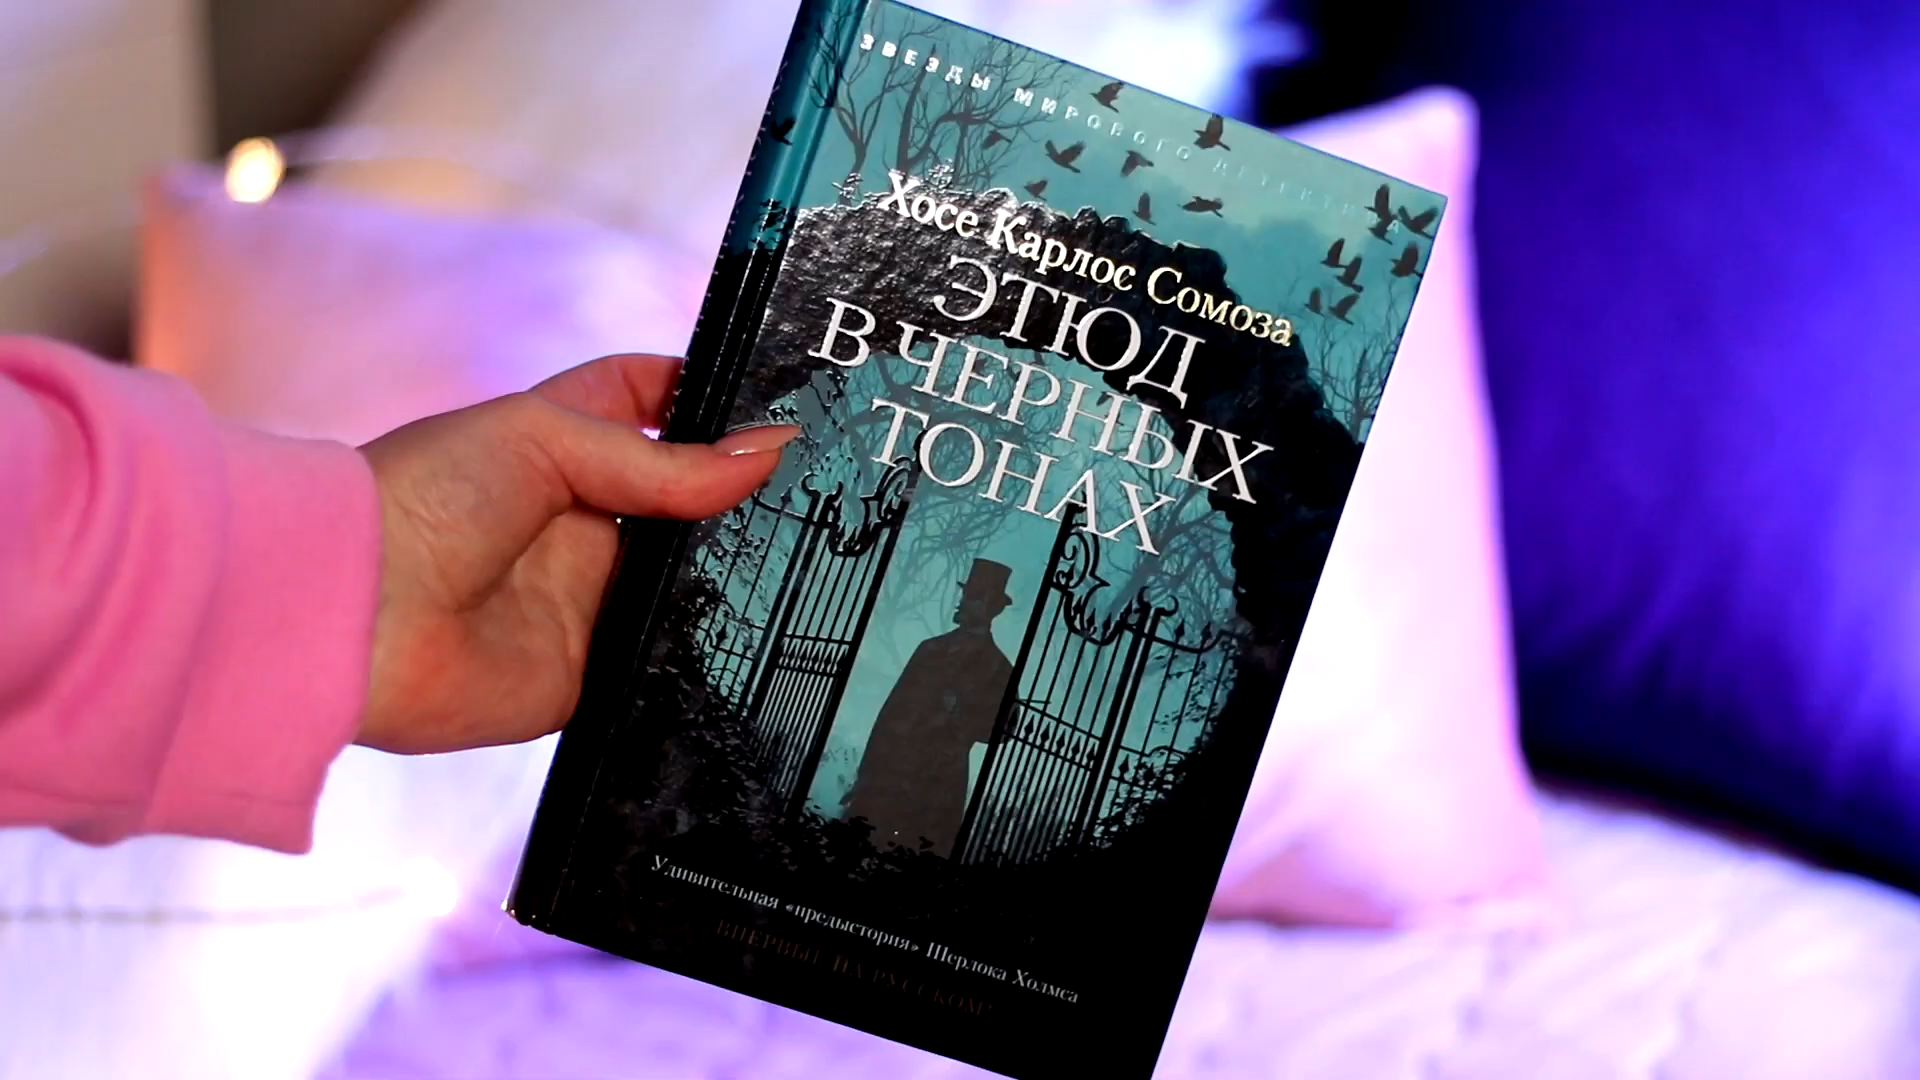 ЗВЕЗДЫ МИРОВОГО ДЕТЕКТИВА
Хосе Карлос Сомоза
ЭТЮД
В ЧЕРНЫХ
ТОНАХ
Удивительная «предыстория» Шерлока Холмса
ВПЕРВЫЕ НА РУССКОМ!